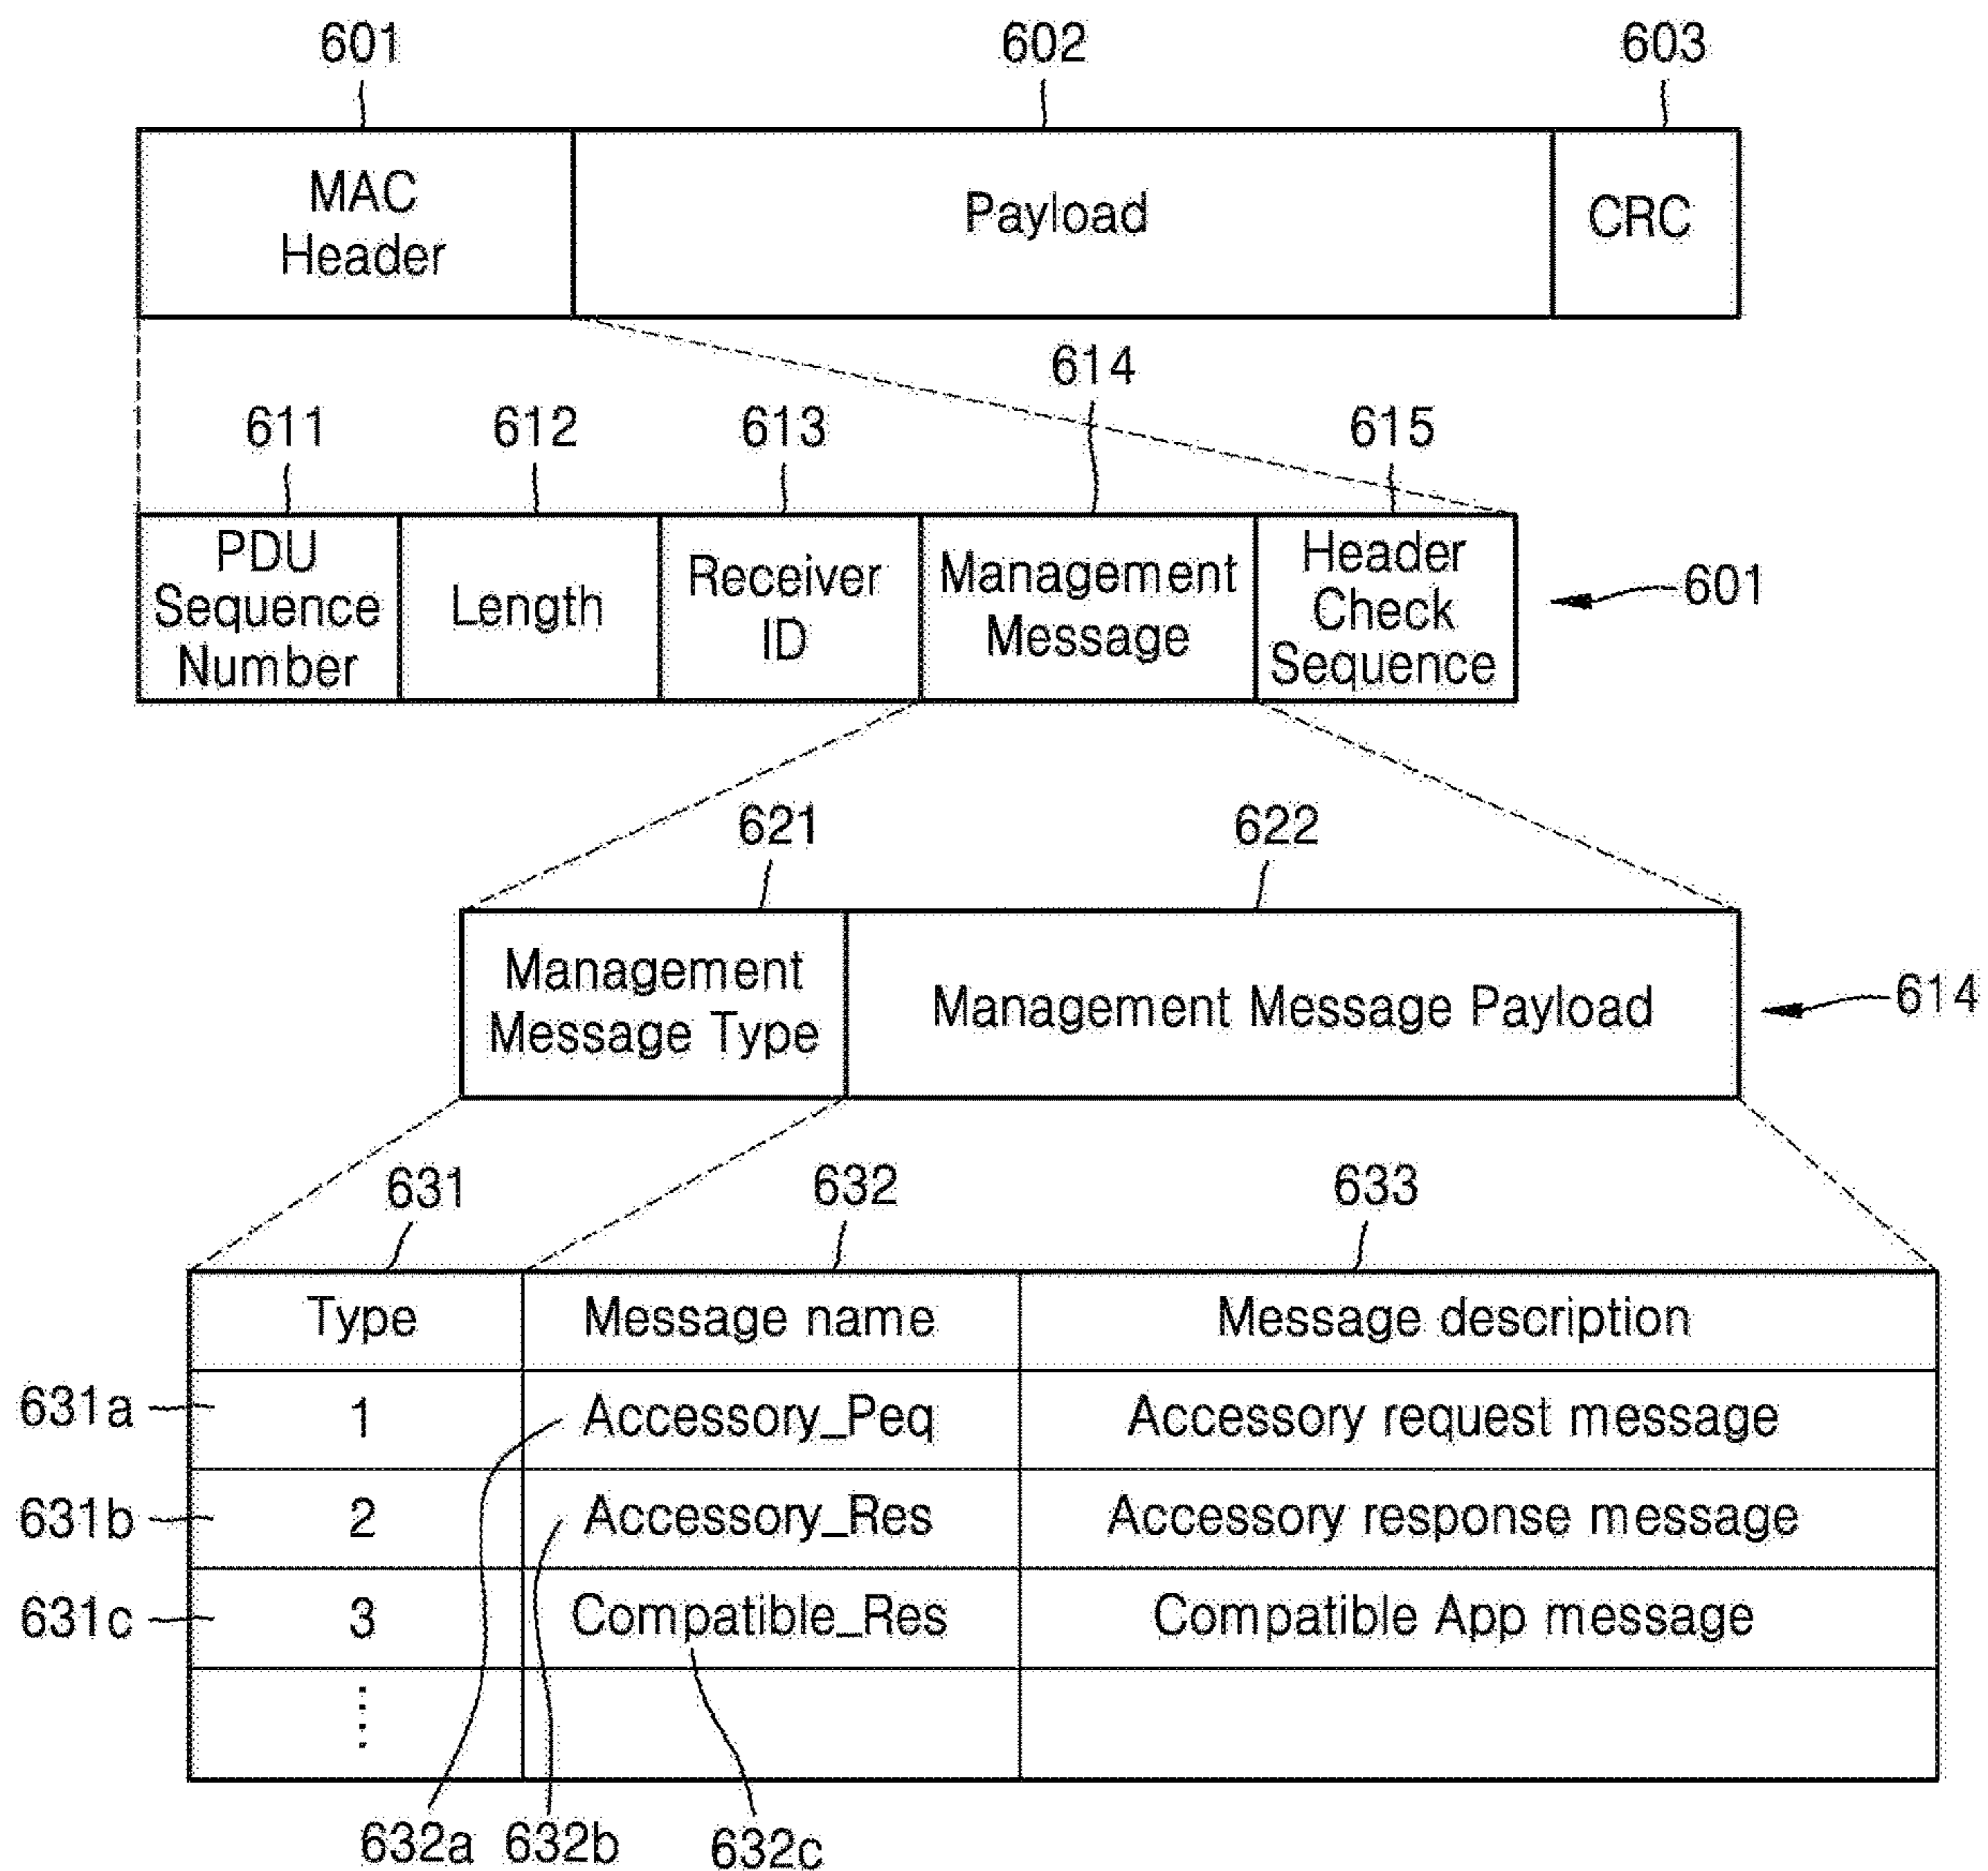 601 602 603
MAC
Header
Payload
CRC
614
611 612 613 615
PDU
Sequence
Number
Length
Receiver
ID
Management
Message
Header
Check
Sequence
601
621 622
Management
Message Type
Management Message Payload
614
631 632 633
Type Message name Message description
631a 1 Accessory_Peq Accessory request message
631b 2 Accessory_Res Accessory response message
631c 3 Compatible_Res Compatible App message
632a 632b 632c